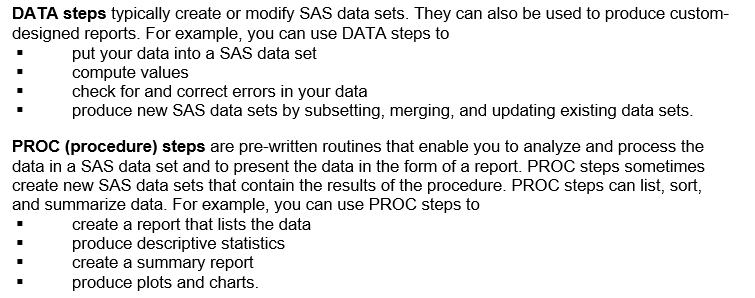 DATA steps typically create or modify SAS data sets. They can also be used to produce custom-
designed reports. For example, you can use DATA steps to
▪ put your data into a SAS data set
▪ compute values
▪ check for and correct errors in your data
▪ produce new SAS data sets by subsetting, merging, and updating existing data sets.
PROC (procedure) steps are pre-written routines that enable you to analyze and process the
data in a SAS data set and to present the data in the form of a report. PROC steps sometimes
create new SAS data sets that contain the results of the procedure. PROC steps can list, sort,
and summarize data. For example, you can use PROC steps to
▪ create a report that lists the data
▪ produce descriptive statistics
▪ create a summary report
▪ produce plots and charts.